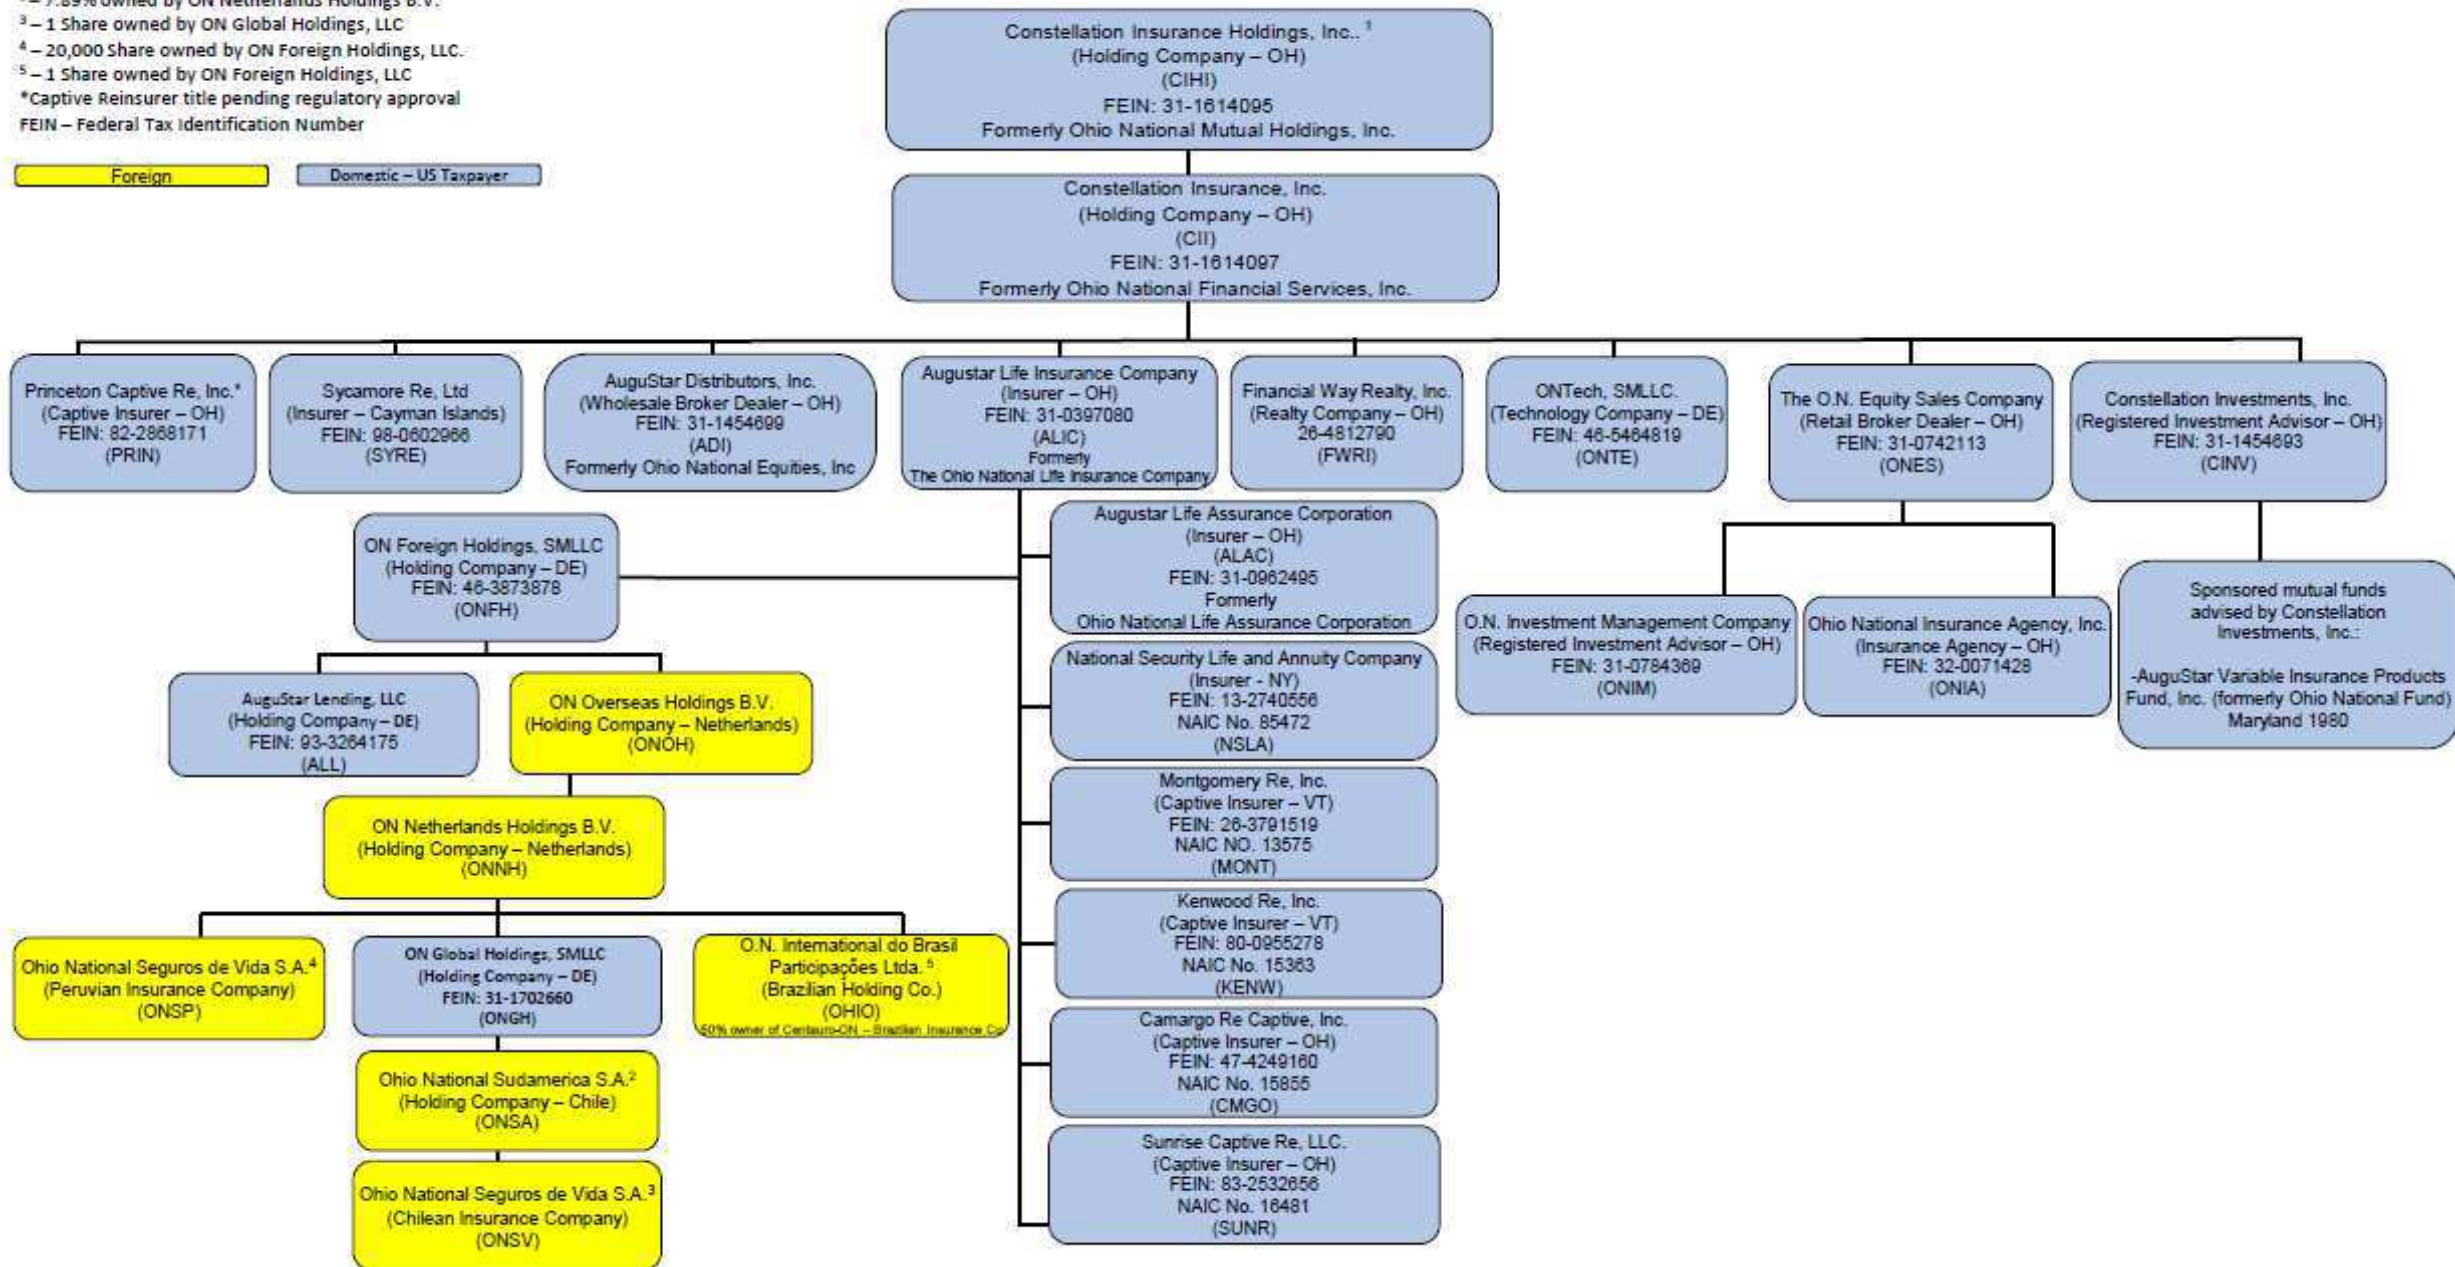 – 7.89% owned by ON Netherlands Holdings B.V.
³ – 1 Share owned by ON Global Holdings, LLC
⁴ – 20,000 Share owned by ON Foreign Holdings, LLC.
⁵ – 1 Share owned by ON Foreign Holdings, LLC
*Captive Reinsurer title pending regulatory approval
FEIN – Federal Tax Identification Number
Foreign
Domestic – US Taxpayer
Constellation Insurance Holdings, Inc.. ¹
(Holding Company – OH)
(CIHI)
FEIN: 31-1614095
Formerly Ohio National Mutual Holdings, Inc.
Constellation Insurance, Inc.
(Holding Company – OH)
(CII)
FEIN: 31-1614097
Formerly Ohio National Financial Services, Inc.
Princeton Captive Re, Inc.*
(Captive Insurer – OH)
FEIN: 82-2868171
(PRIN)
Sycamore Re, Ltd
(Insurer – Cayman Islands)
FEIN: 98-0602966
(SYRE)
AuguStar Distributors, Inc.
(Wholesale Broker Dealer – OH)
FEIN: 31-1454699
(ADI)
Formerly Ohio National Equities, Inc
Augustar Life Insurance Company
(Insurer – OH)
FEIN: 31-0397080
(ALIC)
Formerly
The Ohio National Life Insurance Company
Financial Way Realty, Inc.
(Realty Company – OH)
26-4812790
(FWRI)
ONTech, SMLLC.
(Technology Company – DE)
FEIN: 46-5464819
(ONTE)
The O.N. Equity Sales Company
(Retail Broker Dealer – OH)
FEIN: 31-0742113
(ONES)
Constellation Investments, Inc.
(Registered Investment Advisor – OH)
FEIN: 31-1454693
(CINV)
ON Foreign Holdings, SMLLC
(Holding Company – DE)
FEIN: 46-3873878
(ONFH)
AuguStar Lending, LLC
(Holding Company – DE)
FEIN: 93-3264175
(ALL)
ON Overseas Holdings B.V.
(Holding Company – Netherlands)
(ONOH)
ON Netherlands Holdings B.V.
(Holding Company – Netherlands)
(ONNH)
Ohio National Seguros de Vida S.A.⁴
(Peruvian Insurance Company)
(ONSP)
ON Global Holdings, SMLLC
(Holding Company – DE)
FEIN: 31-1702660
(ONGH)
O.N. International do Brasil
Participações Ltda. ⁵
(Brazilian Holding Co.)
(OHIO)
50% owner of Centauro-ON – Brazilian Insurance Co
Ohio National Sudamerica S.A.²
(Holding Company – Chile)
(ONSA)
Ohio National Seguros de Vida S.A.³
(Chilean Insurance Company)
(ONSV)
Augustar Life Assurance Corporation
(Insurer – OH)
(ALAC)
FEIN: 31-0962495
Formerly
Ohio National Life Assurance Corporation
National Security Life and Annuity Company
(Insurer - NY)
FEIN: 13-2740556
NAIC No. 85472
(NSLA)
Montgomery Re, Inc.
(Captive Insurer – VT)
FEIN: 26-3791519
NAIC NO. 13575
(MONT)
Kenwood Re, Inc.
(Captive Insurer – VT)
FEIN: 80-0955278
NAIC No. 15363
(KENW)
Camargo Re Captive, Inc.
(Captive Insurer – OH)
FEIN: 47-4249160
NAIC No. 15855
(CMGO)
Sunrise Captive Re, LLC.
(Captive Insurer – OH)
FEIN: 83-2532656
NAIC No. 16481
(SUNR)
O.N. Investment Management Company
(Registered Investment Advisor – OH)
FEIN: 31-0784369
(ONIM)
Ohio National Insurance Agency, Inc.
(Insurance Agency – OH)
FEIN: 32-0071428
(ONIA)
Sponsored mutual funds
advised by Constellation
Investments, Inc.:
-AuguStar Variable Insurance Products
Fund, Inc. (formerly Ohio National Fund)
Maryland 1980